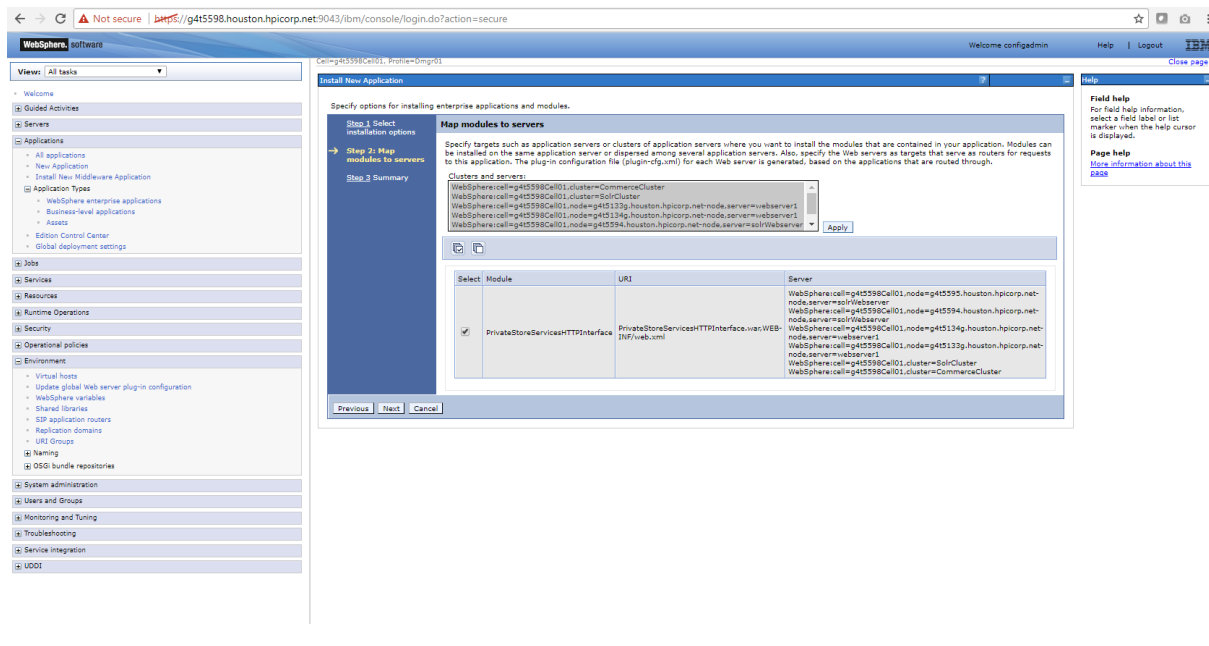 Not secure | https://g4t5598.houston.hpicorp.net:9043/ibm/console/login.do?action=secure
WebSphere. software
Welcome configadmin
Help | Logout
IBM
Cell=g4t5598Cell01, Profile=Dmgr01
Close page
View: All tasks
Welcome
Guided Activities
Servers
Applications
All applications
New Application
Install New Middleware Application
Application Types
WebSphere enterprise applications
Business-level applications
Assets
Edition Control Center
Global deployment settings
Jobs
Services
Resources
Runtime Operations
Security
Operational policies
Environment
Virtual hosts
Update global Web server plug-in configuration
WebSphere variables
Shared libraries
SIP application routers
Replication domains
URI Groups
Naming
OSGi bundle repositories
System administration
Users and Groups
Monitoring and Tuning
Troubleshooting
Service integration
UDDI
Install New Application
?
Specify options for installing enterprise applications and modules.
Step 1 Select
installation options
Step 2: Map
modules to servers
Step 3 Summary
Map modules to servers
Specify targets such as application servers or clusters of application servers where you want to install the modules that are contained in your application. Modules can
be installed on the same application server or dispersed among several application servers. Also, specify the Web servers as targets that serve as routers for requests
to this application. The plug-in configuration file (plugin-cfg.xml) for each Web server is generated, based on the applications that are routed through.
Clusters and servers:
WebSphere:cell=g4t5598Cell01,cluster=CommerceCluster
WebSphere:cell=g4t5598Cell01,cluster=SolrCluster
WebSphere:cell=g4t5598Cell01,node=g4t5133g.houston.hpicorp.net-node,server=webserver1
WebSphere:cell=g4t5598Cell01,node=g4t5134g.houston.hpicorp.net-node,server=webserver1
WebSphere:cell=g4t5598Cell01,node=g4t5594.houston.hpicorp.net-node,server=solrWebserver
Apply
Select Module URI Server
PrivateStoreServicesHTTPInterface
PrivateStoreServicesHTTPInterface.war,WEB-
INF/web.xml
WebSphere:cell=g4t5598Cell01,node=g4t5595.houston.hpicorp.net-
node,server=solrWebserver
WebSphere:cell=g4t5598Cell01,node=g4t5594.houston.hpicorp.net-
node,server=solrWebserver
WebSphere:cell=g4t5598Cell01,node=g4t5134g.houston.hpicorp.net-
node,server=webserver1
WebSphere:cell=g4t5598Cell01,node=g4t5133g.houston.hpicorp.net-
node,server=webserver1
WebSphere:cell=g4t5598Cell01,cluster=SolrCluster
WebSphere:cell=g4t5598Cell01,cluster=CommerceCluster
Previous Next Cancel
Help
Field help
For field help information,
select a field label or list
marker when the help cursor
is displayed.
Page help
More information about this
page